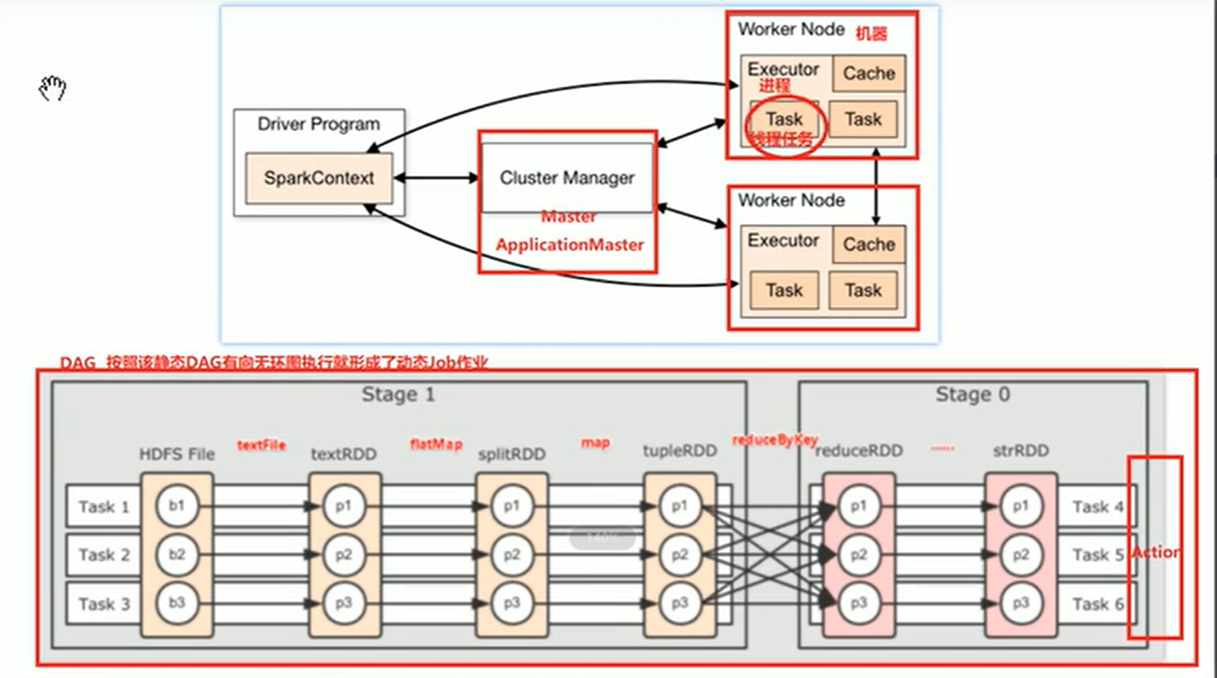 Worker Node 机器
Executor
进程
Cache
Task
线程任务
Task
Driver Program
SparkContext
Cluster Manager
Master
ApplicationMaster
Worker Node
Executor
Cache
Task
Task
DAG 按照该静态DAG有向无环图执行就形成了动态Job作业
Stage 1
Stage 0
HDFS File textFile textRDD flatMap splitRDD map tupleRDD reduceByKey reduceRDD ...... strRDD
Task 1 b1 p1 p1 p1 p1 p1 Task 4
140%
Task 2 b2 p2 p2 p2 p2 p2 Task 5 Action
Task 3 b3 p3 p3 p3 p3 p3 Task 6